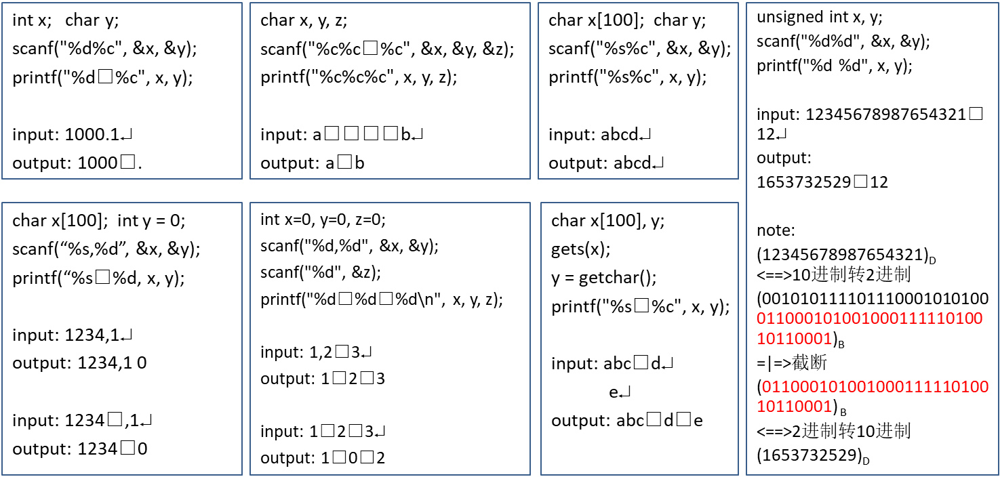 int x;   char y;
scanf("%d%c", &x, &y);
printf("%d□%c", x, y);
input: 1000.1↵
output: 1000□.
char x, y, z;
scanf("%c%c□%c", &x, &y, &z);
printf("%c%c%c", x, y, z);
input: a□□□□b↵
output: a□b
char x[100];  char y;
scanf("%s%c", &x, &y);
printf("%s%c", x, y);
input: abcd↵
output: abcd↵
unsigned int x, y;
scanf("%d%d", &x, &y);
printf("%d %d", x, y);
input: 12345678987654321□
12↵
output:
1653732529□12
note:
(12345678987654321)D
<==>10进制转2进制
(0010101111011100010101000
0110001010010001111110100
10110001)B
=|=>截断
(011000101001000111110100
10110001)B
<==>2进制转10进制
(1653732529)D
char x[100];  int y = 0;
scanf(“%s,%d”, &x, &y);
printf(“%s□%d, x, y);
input: 1234,1↵
output: 1234,1 0
input: 1234□,1↵
output: 1234□0
int x=0, y=0, z=0;
scanf("%d,%d", &x, &y);
scanf("%d", &z);
printf("%d□%d□%d\n", x, y, z);
input: 1,2□3↵
output: 1□2□3
input: 1□2□3↵
output: 1□0□2
char x[100], y;
gets(x);
y = getchar();
printf("%s□%c", x, y);
input: abc□d↵
e↵
output: abc□d□e